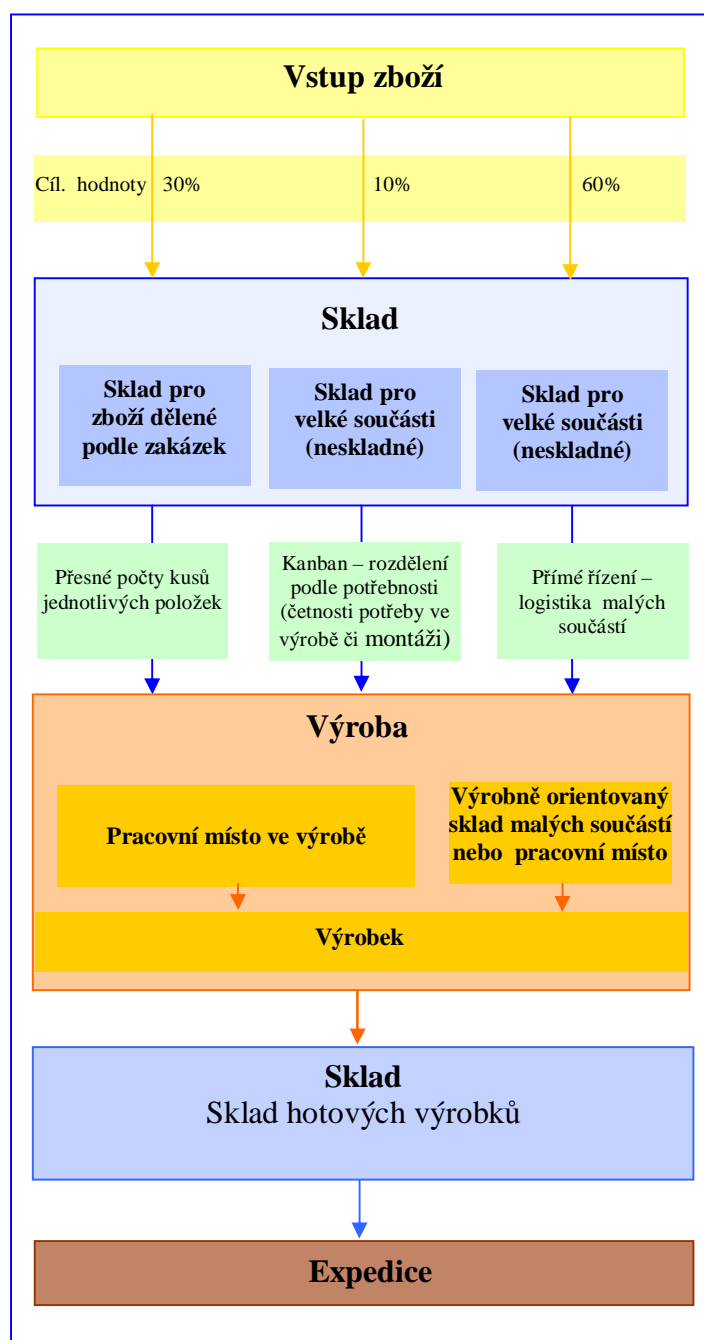 Vstup zboží
Cíl. hodnoty 30% 10% 60%
Sklad
Sklad pro
zboží dělené
podle zakázek
Sklad pro
velké součásti
(neskladné)
Sklad pro
velké součásti
(neskladné)
Přesné počty kusů
jednotlivých položek
Kanban – rozdělení
podle potřebnosti
(četnosti potřeby ve
výrobě či montáži)
Přímé řízení –
logistika malých
součástí
Výroba
Pracovní místo ve výrobě
Výrobně orientovaný
sklad malých součástí
nebo pracovní místo
Výrobek
Sklad
Sklad hotových výrobků
Expedice